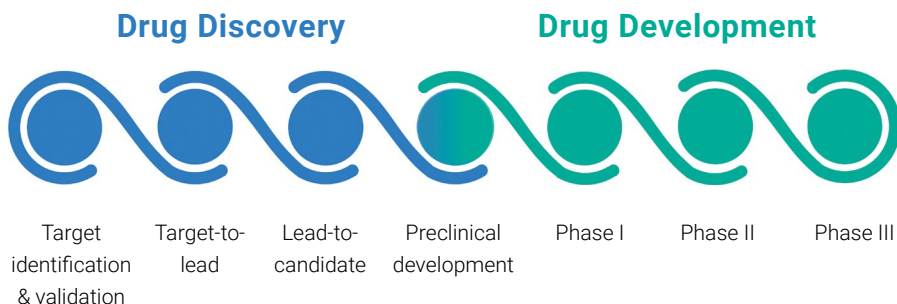 Drug Discovery
Drug Development
Target
identification
& validation
Target-to-
lead
Lead-to-
candidate
Preclinical
development
Phase I
Phase II
Phase III